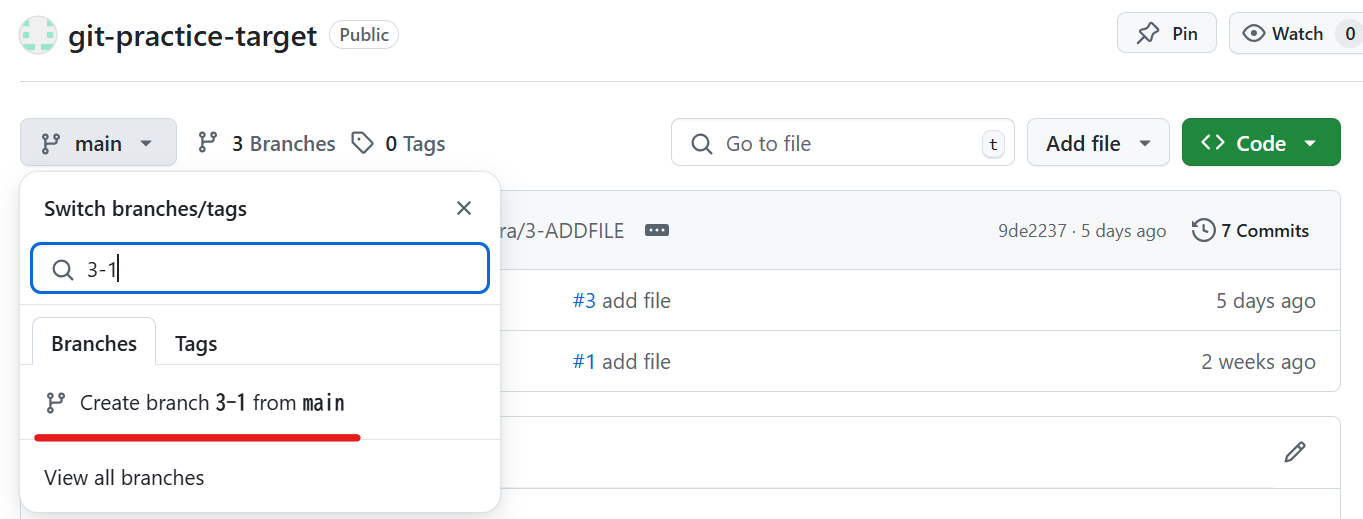 git-practice-target Public Pin Watch 0
main 3 Branches 0 Tags Go to file t Add file Code
Switch branches/tags
ra/3-ADDFILE 9de2237 · 5 days ago 7 Commits
3-1
#3 add file 5 days ago
Branches Tags
#1 add file 2 weeks ago
Create branch 3-1 from main
View all branches